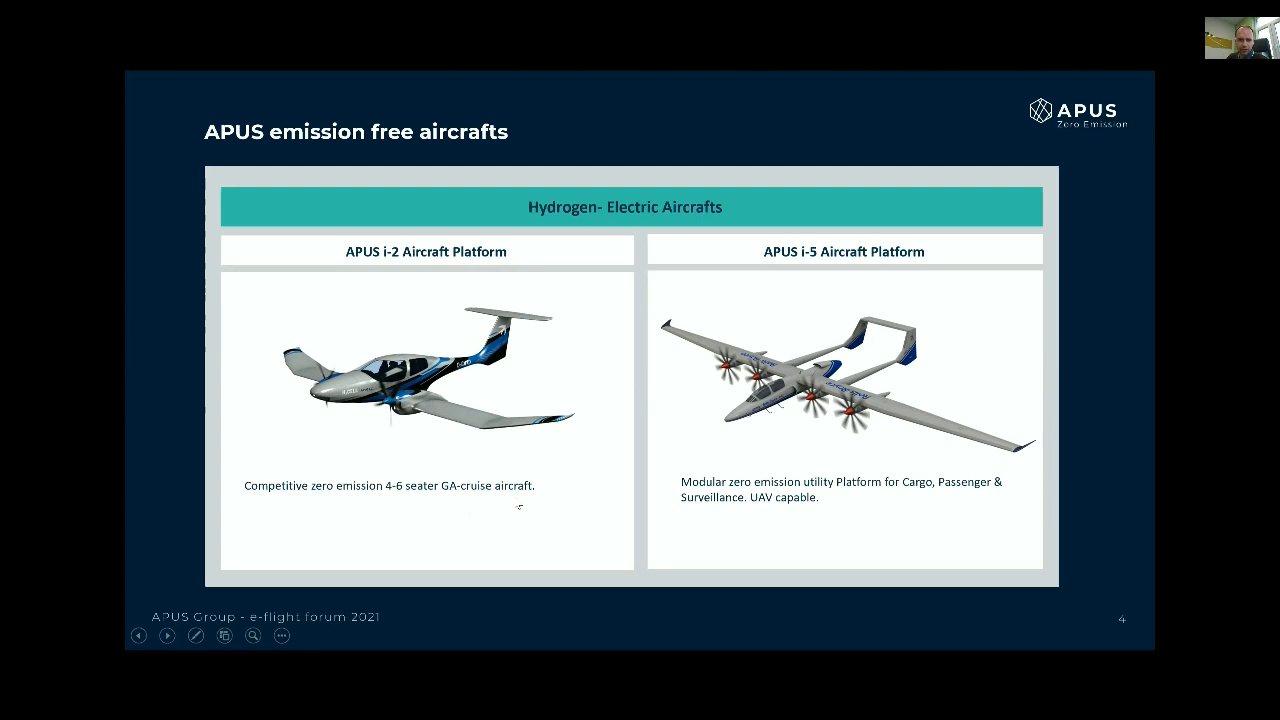 APUS emission free aircrafts
APUS
Zero Emission
Hydrogen- Electric Aircrafts
APUS i-2 Aircraft Platform
APUS i-5 Aircraft Platform
Competitive zero emission 4-6 seater GA-cruise aircraft.
Modular zero emission utility Platform for Cargo, Passenger &
Surveillance. UAV capable.
APUS Group - e-flight forum 2021
4